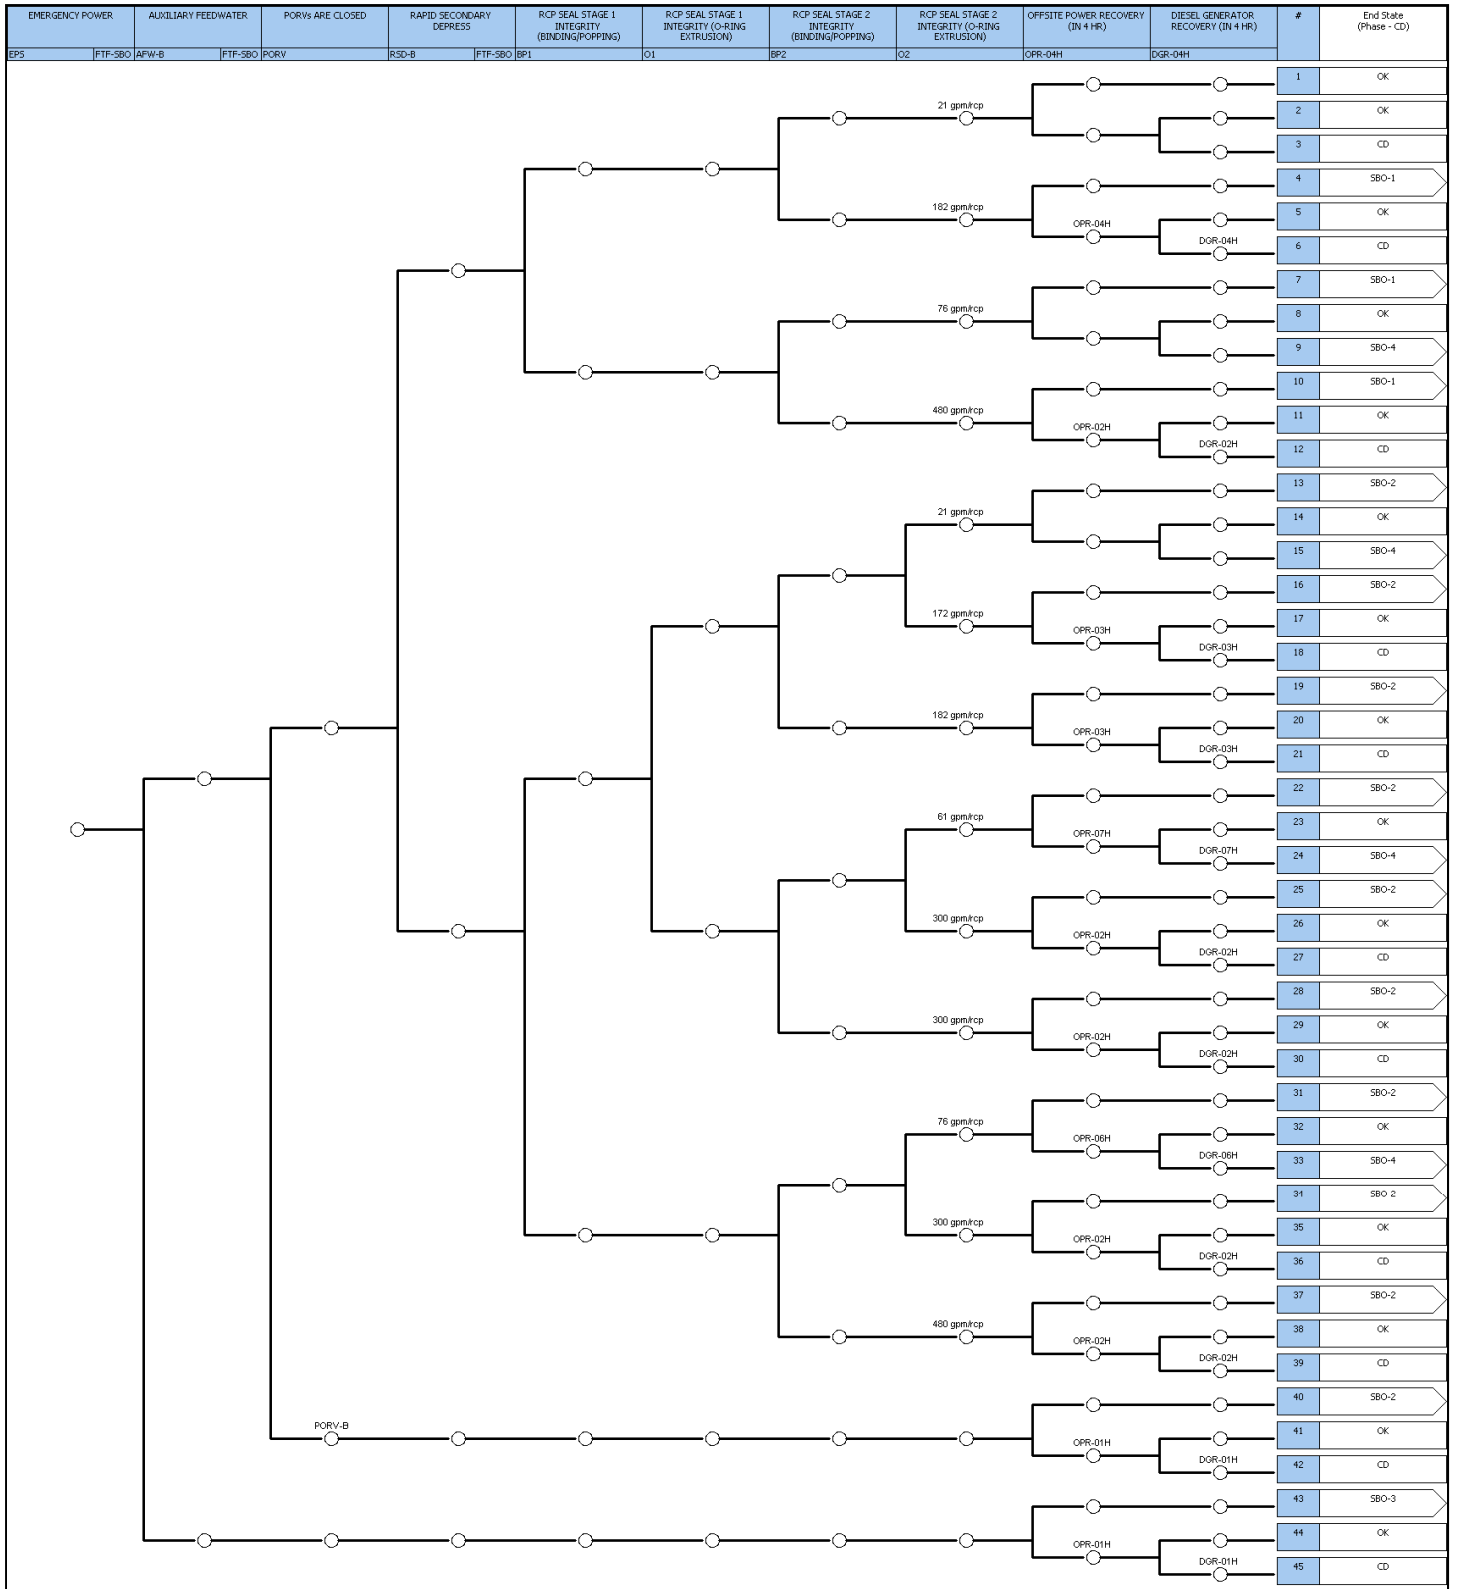 EMERGENCY POWER
AUXILIARY FEEDWATER
PORVs ARE CLOSED
RAPID SECONDARY
DEPRESS
RCP SEAL STAGE 1
INTEGRITY
(BINDING/POPPING)
RCP SEAL STAGE 1
INTEGRITY (O-RING
EXTRUSION)
RCP SEAL STAGE 2
INTEGRITY
(BINDING/POPPING)
RCP SEAL STAGE 2
INTEGRITY (O-RING
EXTRUSION)
OFFSITE POWER RECOVERY
(IN 4 HR)
DIESEL GENERATOR
RECOVERY (IN 4 HR)
#
End State
(Phase - CD)
EPS
FTF-SBO
AFW-B
FTF-SBO
PORV
RSD-B
FTF-SBO
BP1
O1
BP2
O2
OPR-04H
DGR-04H
1 OK
21 gpm/rcp
2 OK
3 CD
4 SBO-1
182 gpm/rcp
5 OK
OPR-04H
DGR-04H
6 CD
7 SBO-1
76 gpm/rcp
8 OK
9 SBO-4
10 SBO-1
480 gpm/rcp
11 OK
OPR-02H
DGR-02H
12 CD
13 SBO-2
21 gpm/rcp
14 OK
15 SBO-4
16 SBO-2
172 gpm/rcp
17 OK
OPR-03H
DGR-03H
18 CD
19 SBO-2
182 gpm/rcp
20 OK
OPR-03H
DGR-03H
21 CD
22 SBO-2
61 gpm/rcp
23 OK
OPR-07H
DGR-07H
24 SBO-4
25 SBO-2
300 gpm/rcp
26 OK
OPR-02H
DGR-02H
27 CD
28 SBO-2
300 gpm/rcp
29 OK
OPR-02H
DGR-02H
30 CD
31 SBO-2
76 gpm/rcp
32 OK
OPR-06H
DGR-06H
33 SBO-4
34 SBO-2
300 gpm/rcp
35 OK
OPR-02H
DGR-02H
36 CD
37 SBO-2
480 gpm/rcp
38 OK
OPR-02H
DGR-02H
39 CD
40 SBO-2
PORV-B
41 OK
OPR-01H
DGR-01H
42 CD
43 SBO-3
44 OK
OPR-01H
DGR-01H
45 CD